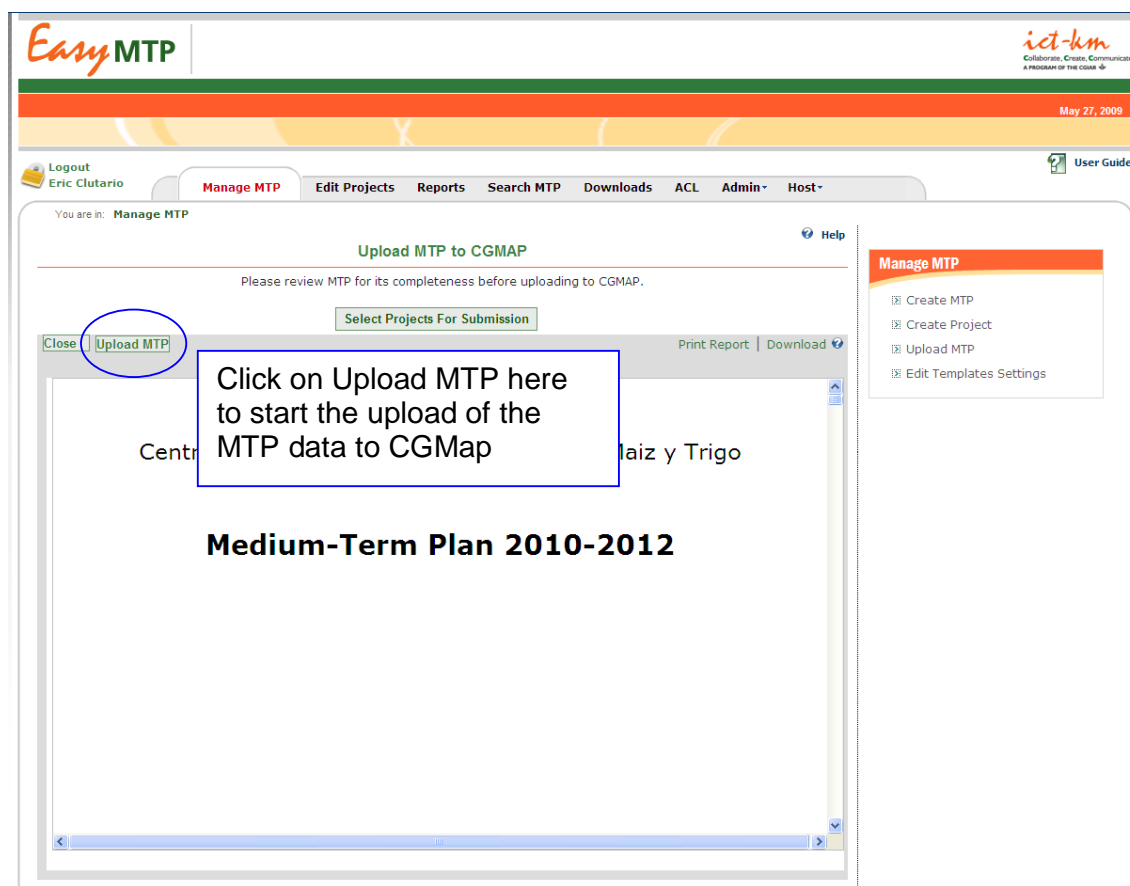 Easy MTP
ict-km
Collaborate, Create, Communicate
A PROGRAM OF THE CGIAR
May 27, 2009
Logout
Eric Clutario
User Guide
Manage MTP Edit Projects Reports Search MTP Downloads ACL Admin Host
You are in: Manage MTP
Help
Upload MTP to CGMAP
Please review MTP for its completeness before uploading to CGMAP.
Select Projects For Submission
Close Upload MTP Print Report | Download
Click on Upload MTP here
to start the upload of the
MTP data to CGMap
Centr
y Trigo
Medium-Term Plan 2010-2012
Manage MTP
Create MTP
Create Project
Upload MTP
Edit Templates Settings